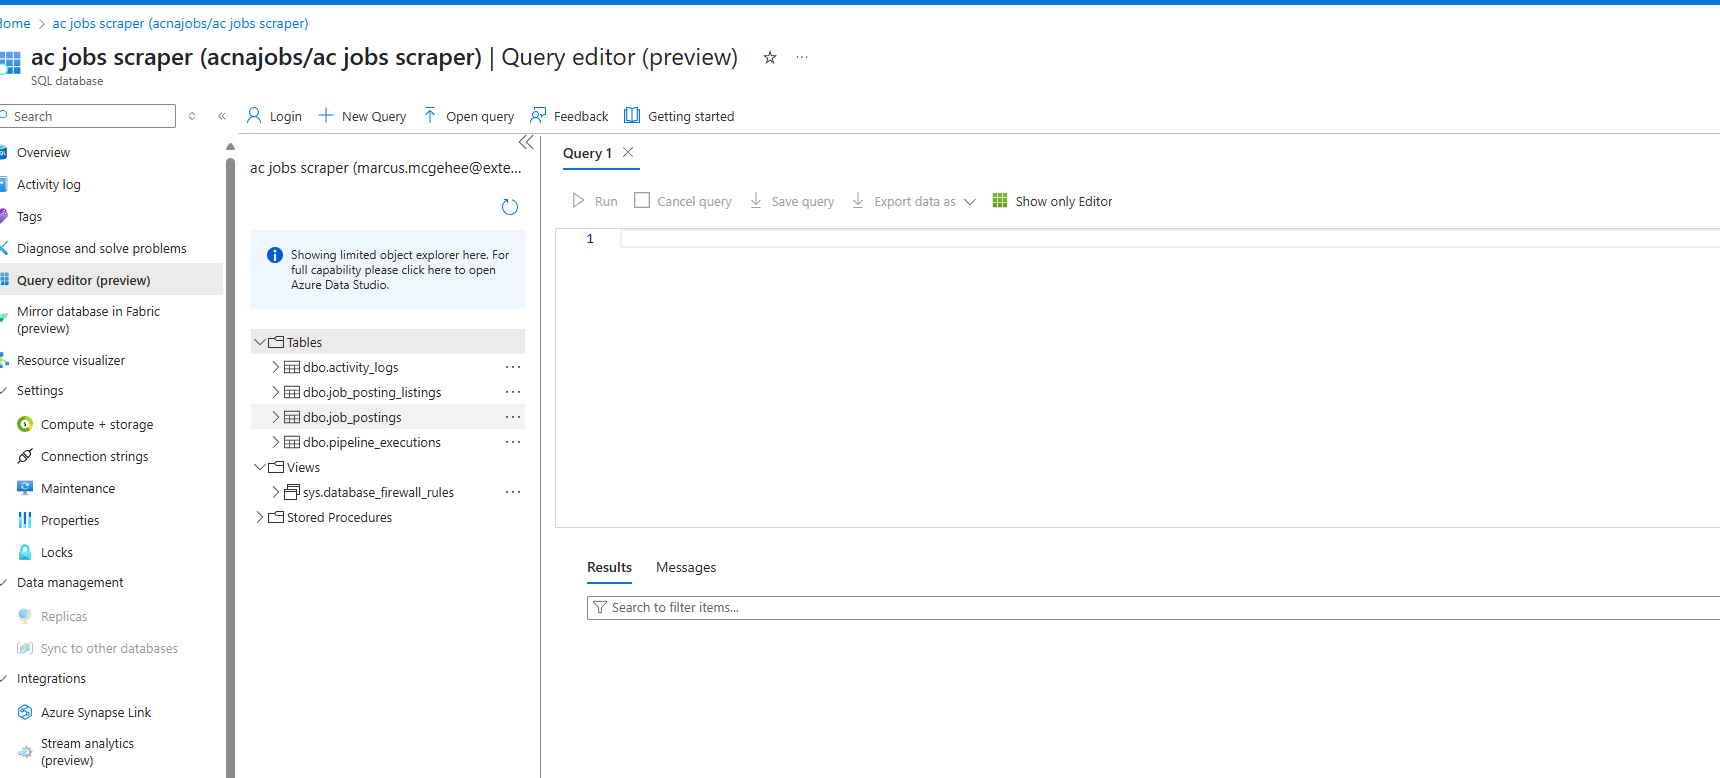 Home > ac jobs scraper (acnajobs/ac jobs scraper)
ac jobs scraper (acnajobs/ac jobs scraper) | Query editor (preview)
SQL database
Search
Login
New Query
Open query
Feedback
Getting started
Overview
Activity log
Tags
Diagnose and solve problems
Query editor (preview)
Mirror database in Fabric
(preview)
Resource visualizer
Settings
Compute + storage
Connection strings
Maintenance
Properties
Locks
Data management
Replicas
Sync to other databases
Integrations
Azure Synapse Link
Stream analytics
(preview)
ac jobs scraper (marcus.mcgehee@exte...
Showing limited object explorer here. For
full capability please click here to open
Azure Data Studio.
Tables
dbo.activity_logs
dbo.job_posting_listings
dbo.job_postings
dbo.pipeline_executions
Views
sys.database_firewall_rules
Stored Procedures
Query 1
Run
Cancel query
Save query
Export data as
Show only Editor
1
Results
Messages
Search to filter items...